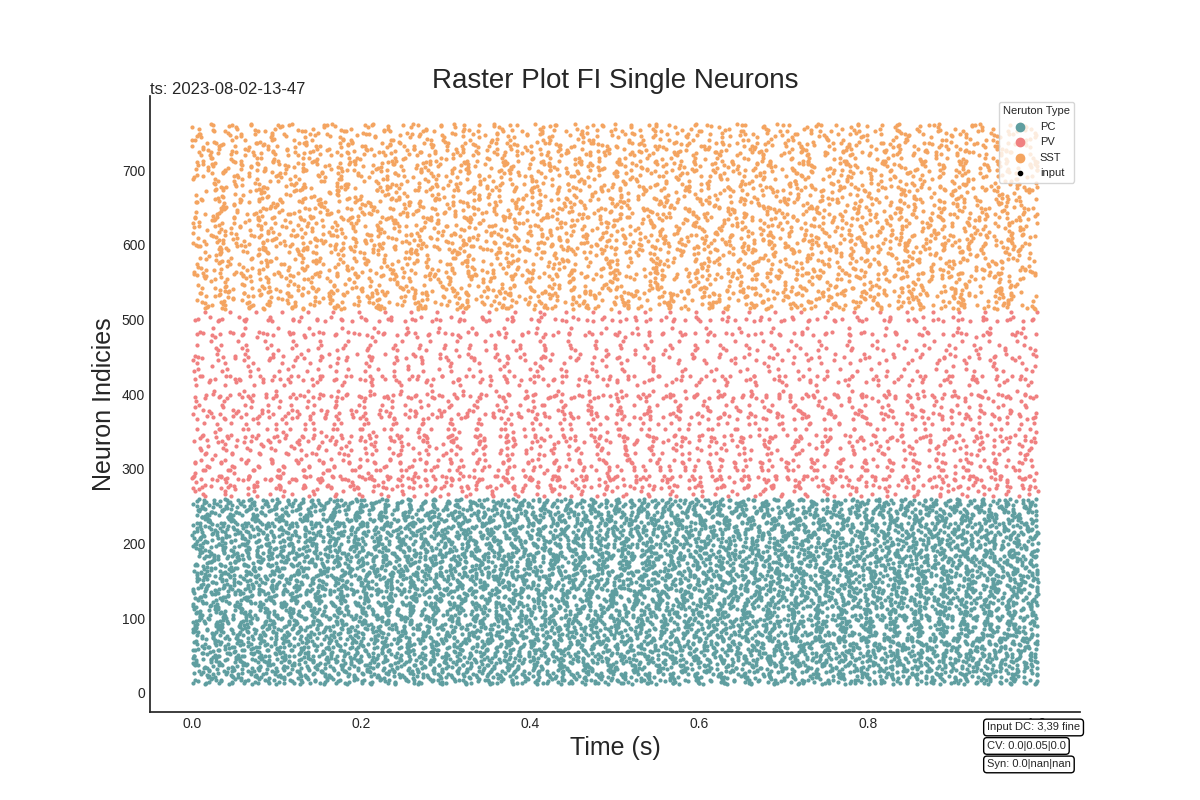 Raster Plot FI Single Neurons
ts: 2023-08-02-13-47
Neruton Type
PC
PV
SST
input
Neuron Indicies
700
600
500
400
300
200
100
0
0.0 0.2 0.4 0.6 0.8
Time (s)
Input DC: 3,39 fine
CV: 0.0|0.05|0.0
Syn: 0.0|nan|nan